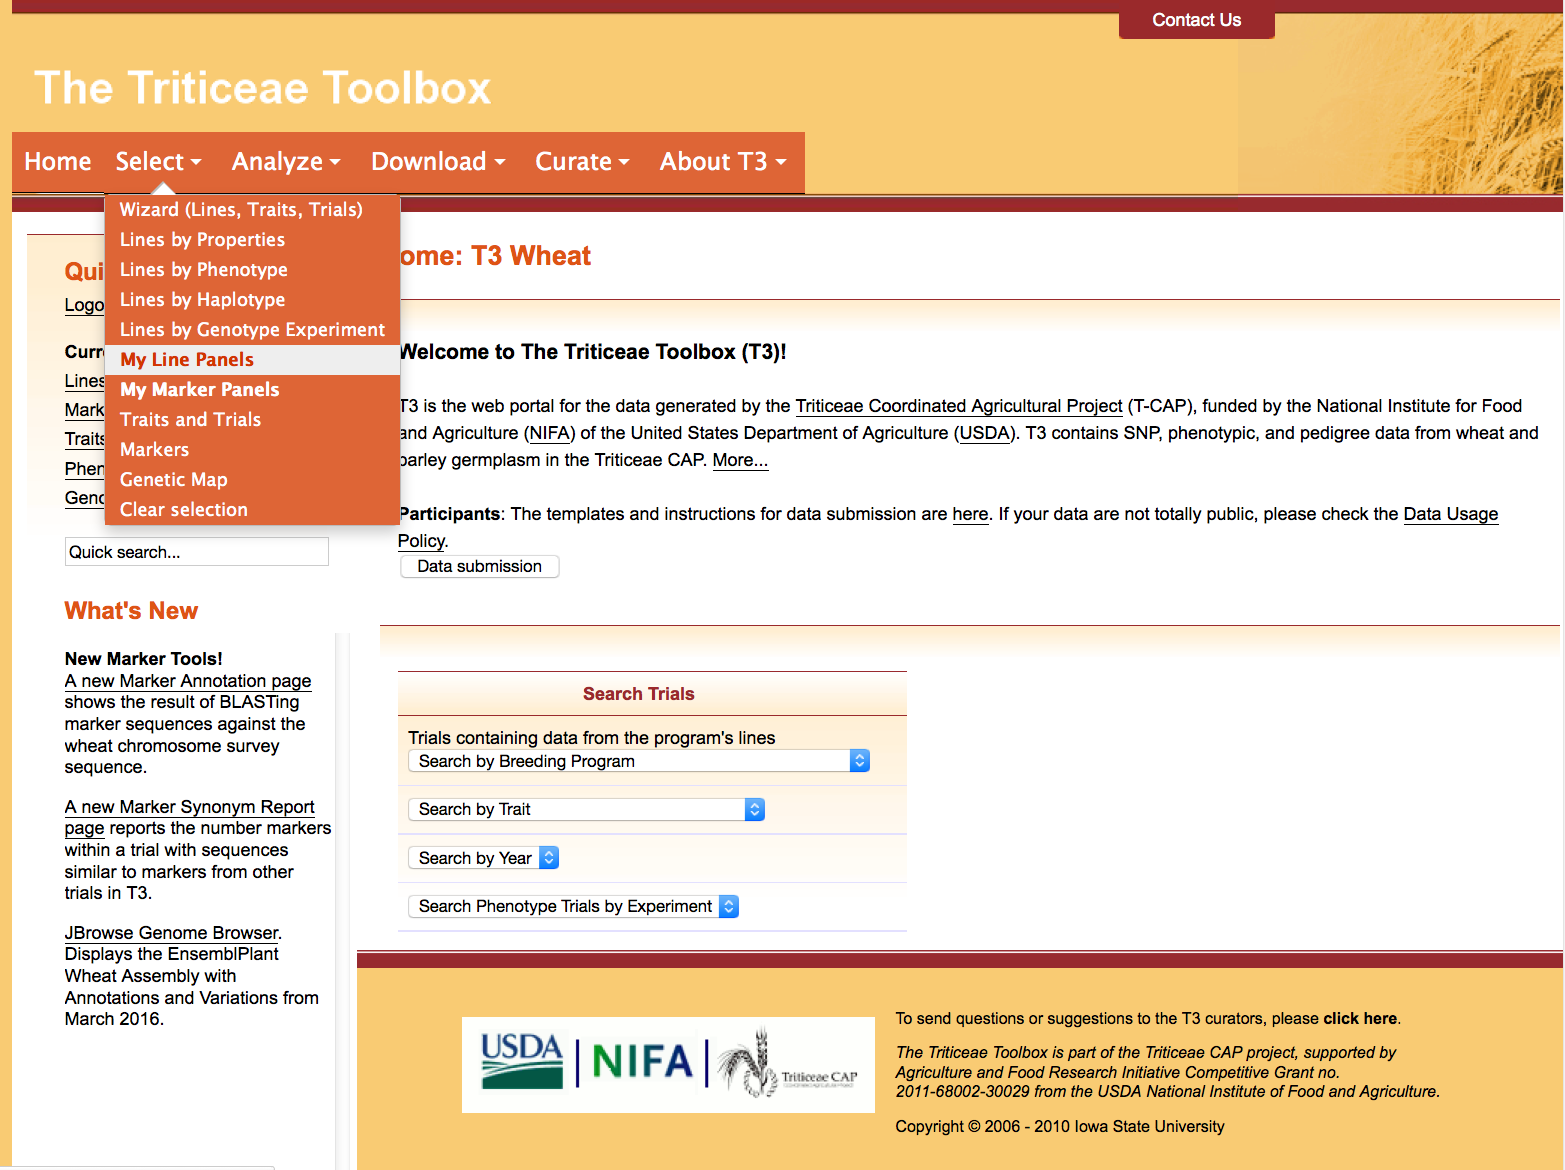 Contact Us
The Triticeae Toolbox
Home Select Analyze Download Curate About T3
Wizard (Lines, Traits, Trials)
Lines by Properties
Lines by Phenotype
Lines by Haplotype
Lines by Genotype Experiment
My Line Panels
My Marker Panels
Traits and Trials
Markers
Genetic Map
Clear selection
Qui
Logo
Curr
Lines
Mark
Traits
Phen
Geno
Quick search...
What's New
New Marker Tools!
A new Marker Annotation page
shows the result of BLASTing
marker sequences against the
wheat chromosome survey
sequence.
A new Marker Synonym Report
page reports the number markers
within a trial with sequences
similar to markers from other
trials in T3.
JBrowse Genome Browser.
Displays the EnsemblPlant
Wheat Assembly with
Annotations and Variations from
March 2016.
ome: T3 Wheat
Welcome to The Triticeae Toolbox (T3)!
T3 is the web portal for the data generated by the Triticeae Coordinated Agricultural Project (T-CAP), funded by the National Institute for Food
and Agriculture (NIFA) of the United States Department of Agriculture (USDA). T3 contains SNP, phenotypic, and pedigree data from wheat and
barley germplasm in the Triticeae CAP. More...
Participants: The templates and instructions for data submission are here. If your data are not totally public, please check the Data Usage
Policy.
Data submission
Search Trials
Trials containing data from the program's lines
Search by Breeding Program
Search by Trait
Search by Year
Search Phenotype Trials by Experiment
USDA NIFA Triticeae CAP
To send questions or suggestions to the T3 curators, please click here.
The Triticeae Toolbox is part of the Triticeae CAP project, supported by
Agriculture and Food Research Initiative Competitive Grant no.
2011-68002-30029 from the USDA National Institute of Food and Agriculture.
Copyright © 2006 - 2010 Iowa State University